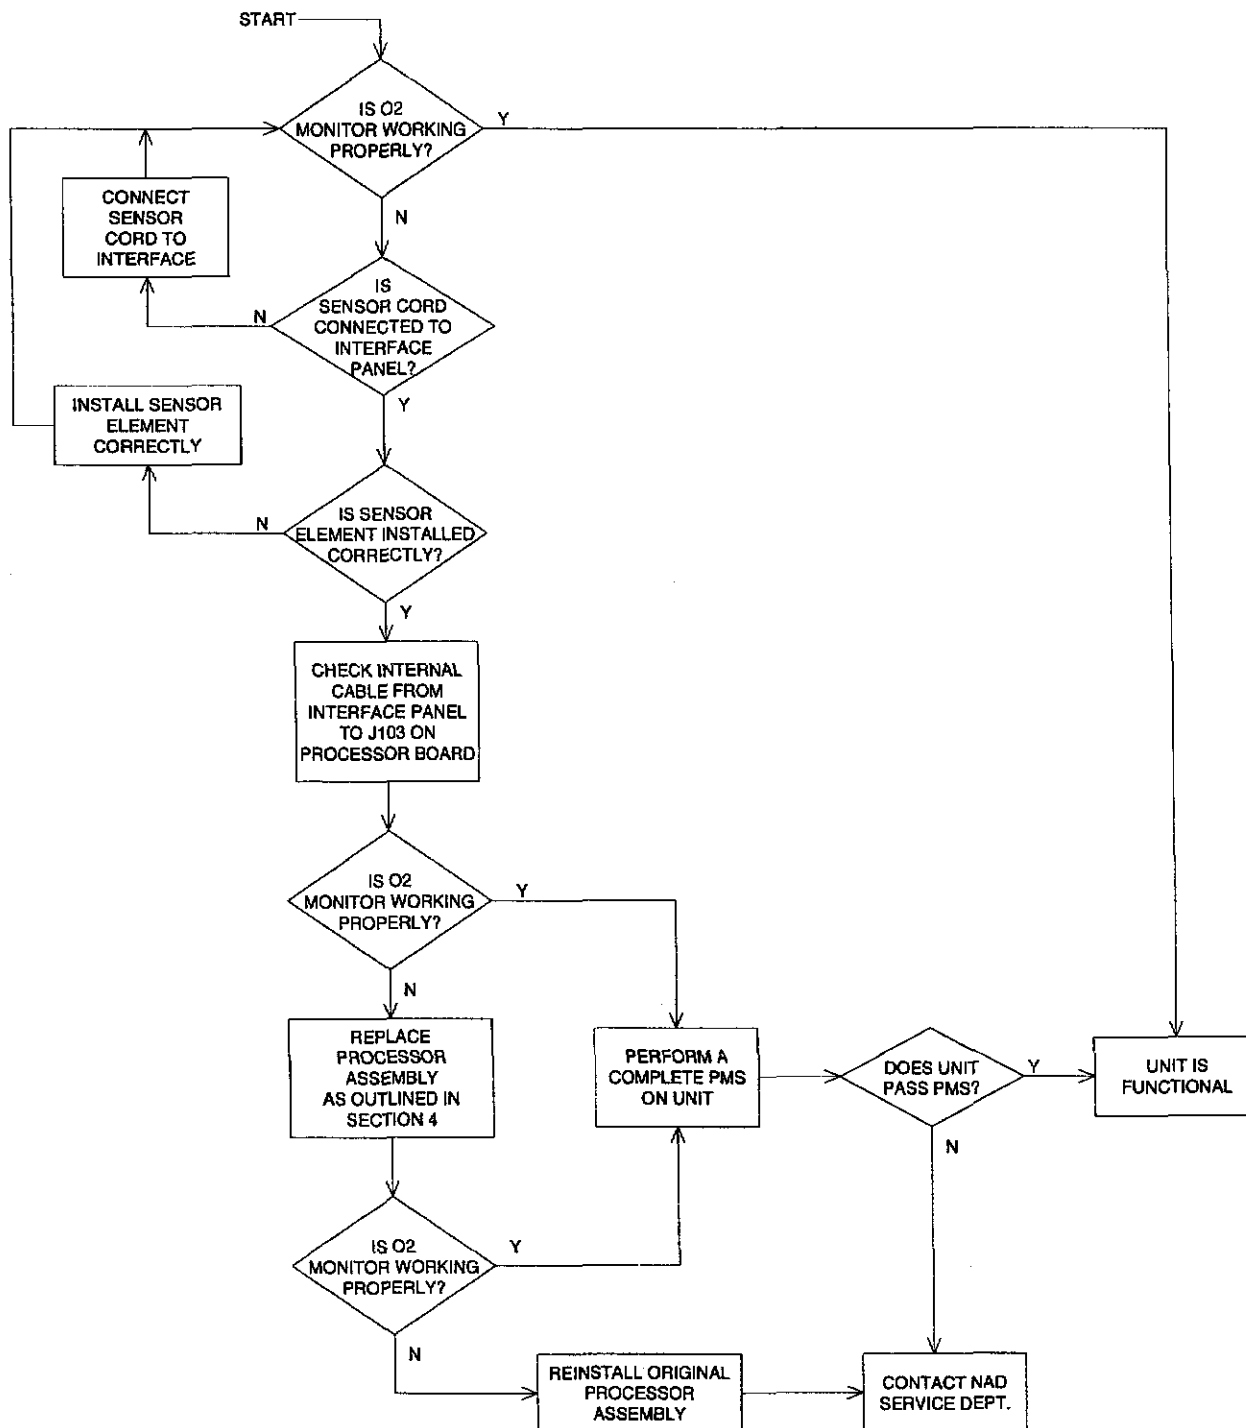 START
IS O2
MONITOR WORKING
PROPERLY?
Y
N
CONNECT
SENSOR
CORD TO
INTERFACE
IS
SENSOR CORD
CONNECTED TO
INTERFACE
PANEL?
N
Y
INSTALL SENSOR
ELEMENT
CORRECTLY
IS SENSOR
ELEMENT INSTALLED
CORRECTLY?
N
Y
CHECK INTERNAL
CABLE FROM
INTERFACE PANEL
TO J103 ON
PROCESSOR BOARD
IS O2
MONITOR WORKING
PROPERLY?
Y
N
REPLACE
PROCESSOR
ASSEMBLY
AS OUTLINED IN
SECTION 4
PERFORM A
COMPLETE PMS
ON UNIT
DOES UNIT
PASS PMS?
Y
N
UNIT IS
FUNCTIONAL
IS O2
MONITOR WORKING
PROPERLY?
Y
N
REINSTALL ORIGINAL
PROCESSOR
ASSEMBLY
CONTACT NAD
SERVICE DEPT.